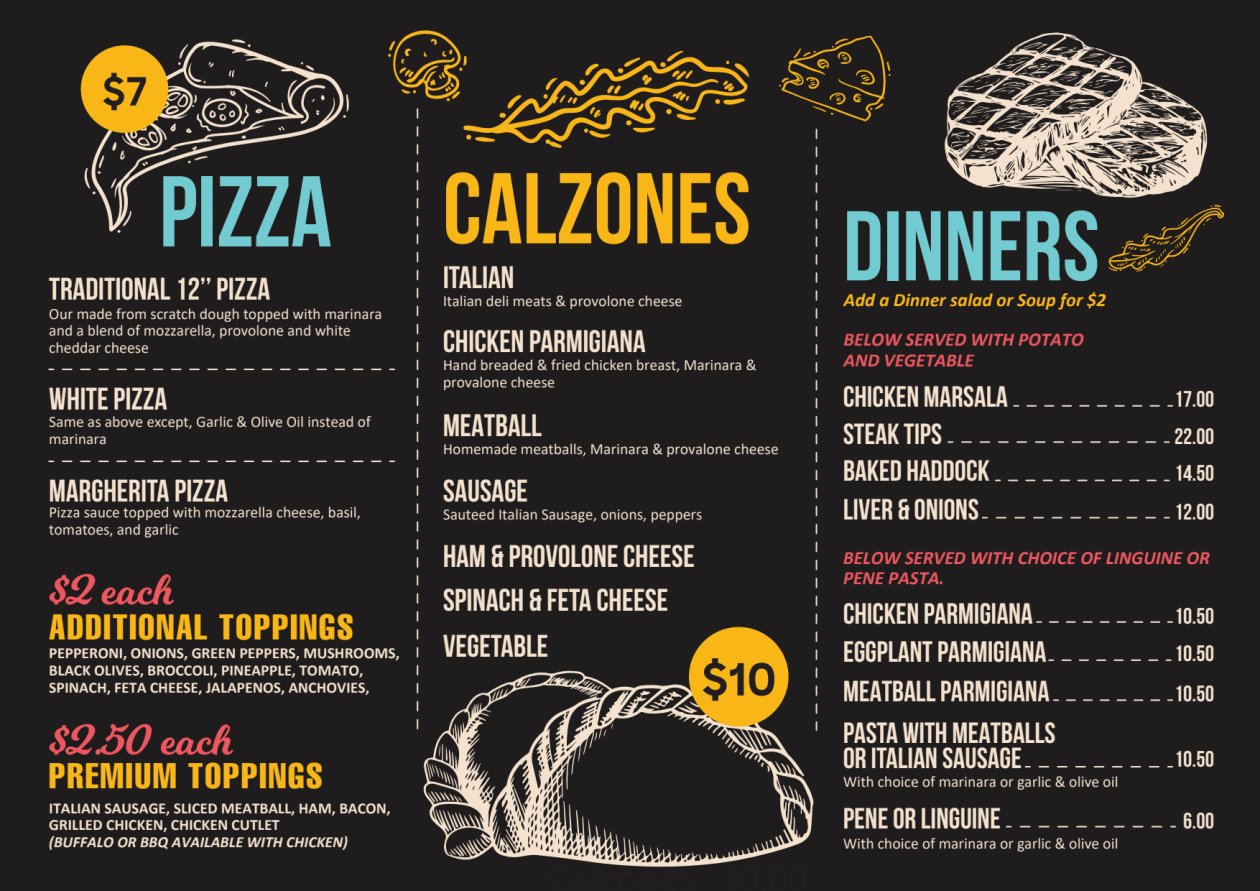 $7
PIZZA
TRADITIONAL 12’’ PIZZA
Our made from scratch dough topped with marinara
and a blend of mozzarella, provolone and white
cheddar cheese
WHITE PIZZA
Same as above except, Garlic & Olive Oil instead of
marinara
MARGHERITA PIZZA
Pizza sauce topped with mozzarella cheese, basil,
tomatoes, and garlic
$2 each
ADDITIONAL TOPPINGS
PEPPERONI, ONIONS, GREEN PEPPERS, MUSHROOMS,
BLACK OLIVES, BROCCOLI, PINEAPPLE, TOMATO,
SPINACH, FETA CHEESE, JALAPENOS, ANCHOVIES,
$2.50 each
PREMIUM TOPPINGS
ITALIAN SAUSAGE, SLICED MEATBALL, HAM, BACON,
GRILLED CHICKEN, CHICKEN CUTLET
(BUFFALO OR BBQ AVAILABLE WITH CHICKEN)
CALZONES
ITALIAN
Italian deli meats & provolone cheese
CHICKEN PARMIGIANA
Hand breaded & fried chicken breast, Marinara &
provalone cheese
MEATBALL
Homemade meatballs, Marinara & provalone cheese
SAUSAGE
Sauteed Italian Sausage, onions, peppers
HAM & PROVOLONE CHEESE
SPINACH & FETA CHEESE
VEGETABLE
$10
Calzones 10.00
DINNERS
Add a Dinner salad or Soup for $2
BELOW SERVED WITH POTATO
AND VEGETABLE
CHICKEN MARSALA 17.00
STEAK TIPS 22.00
BAKED HADDOCK 14.50
LIVER & ONIONS 12.00
BELOW SERVED WITH CHOICE OF LINGUINE OR
PENE PASTA.
CHICKEN PARMIGIANA 10.50
EGGPLANT PARMIGIANA 10.50
MEATBALL PARMIGIANA 10.50
PASTA WITH MEATBALLS
OR ITALIAN SAUSAGE 10.50
With choice of marinara or garlic & olive oil
PENE OR LINGUINE 6.00
With choice of marinara or garlic & olive oil